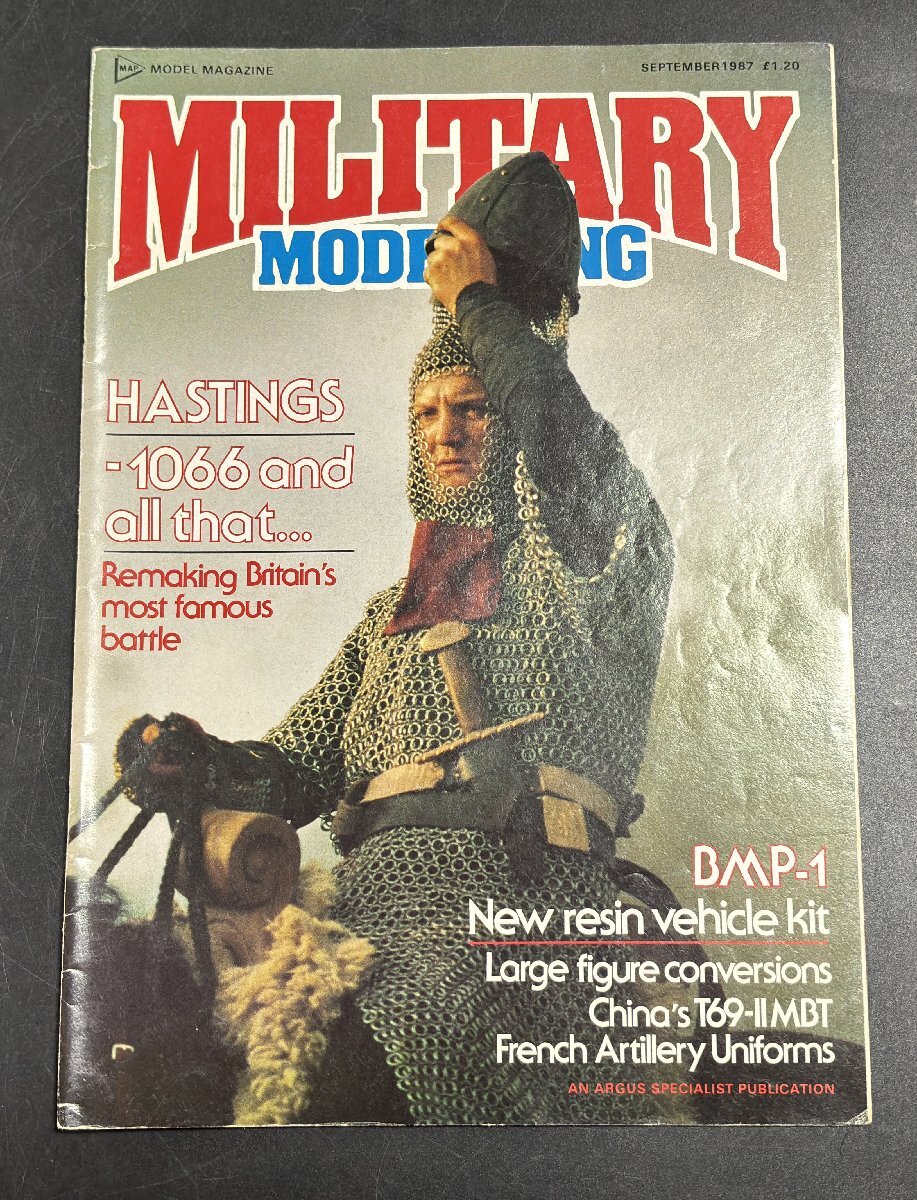 MAP MODEL MAGAZINE
SEPTEMBER 1987 £1.20
MILITARY
MODELLING
HASTINGS
-1066 and
all that...
Remaking Britain's
most famous
battle
BMP-1
New resin vehicle kit
Large figure conversions
China's T69-II MBT
French Artillery Uniforms
AN ARGUS SPECIALIST PUBLICATION